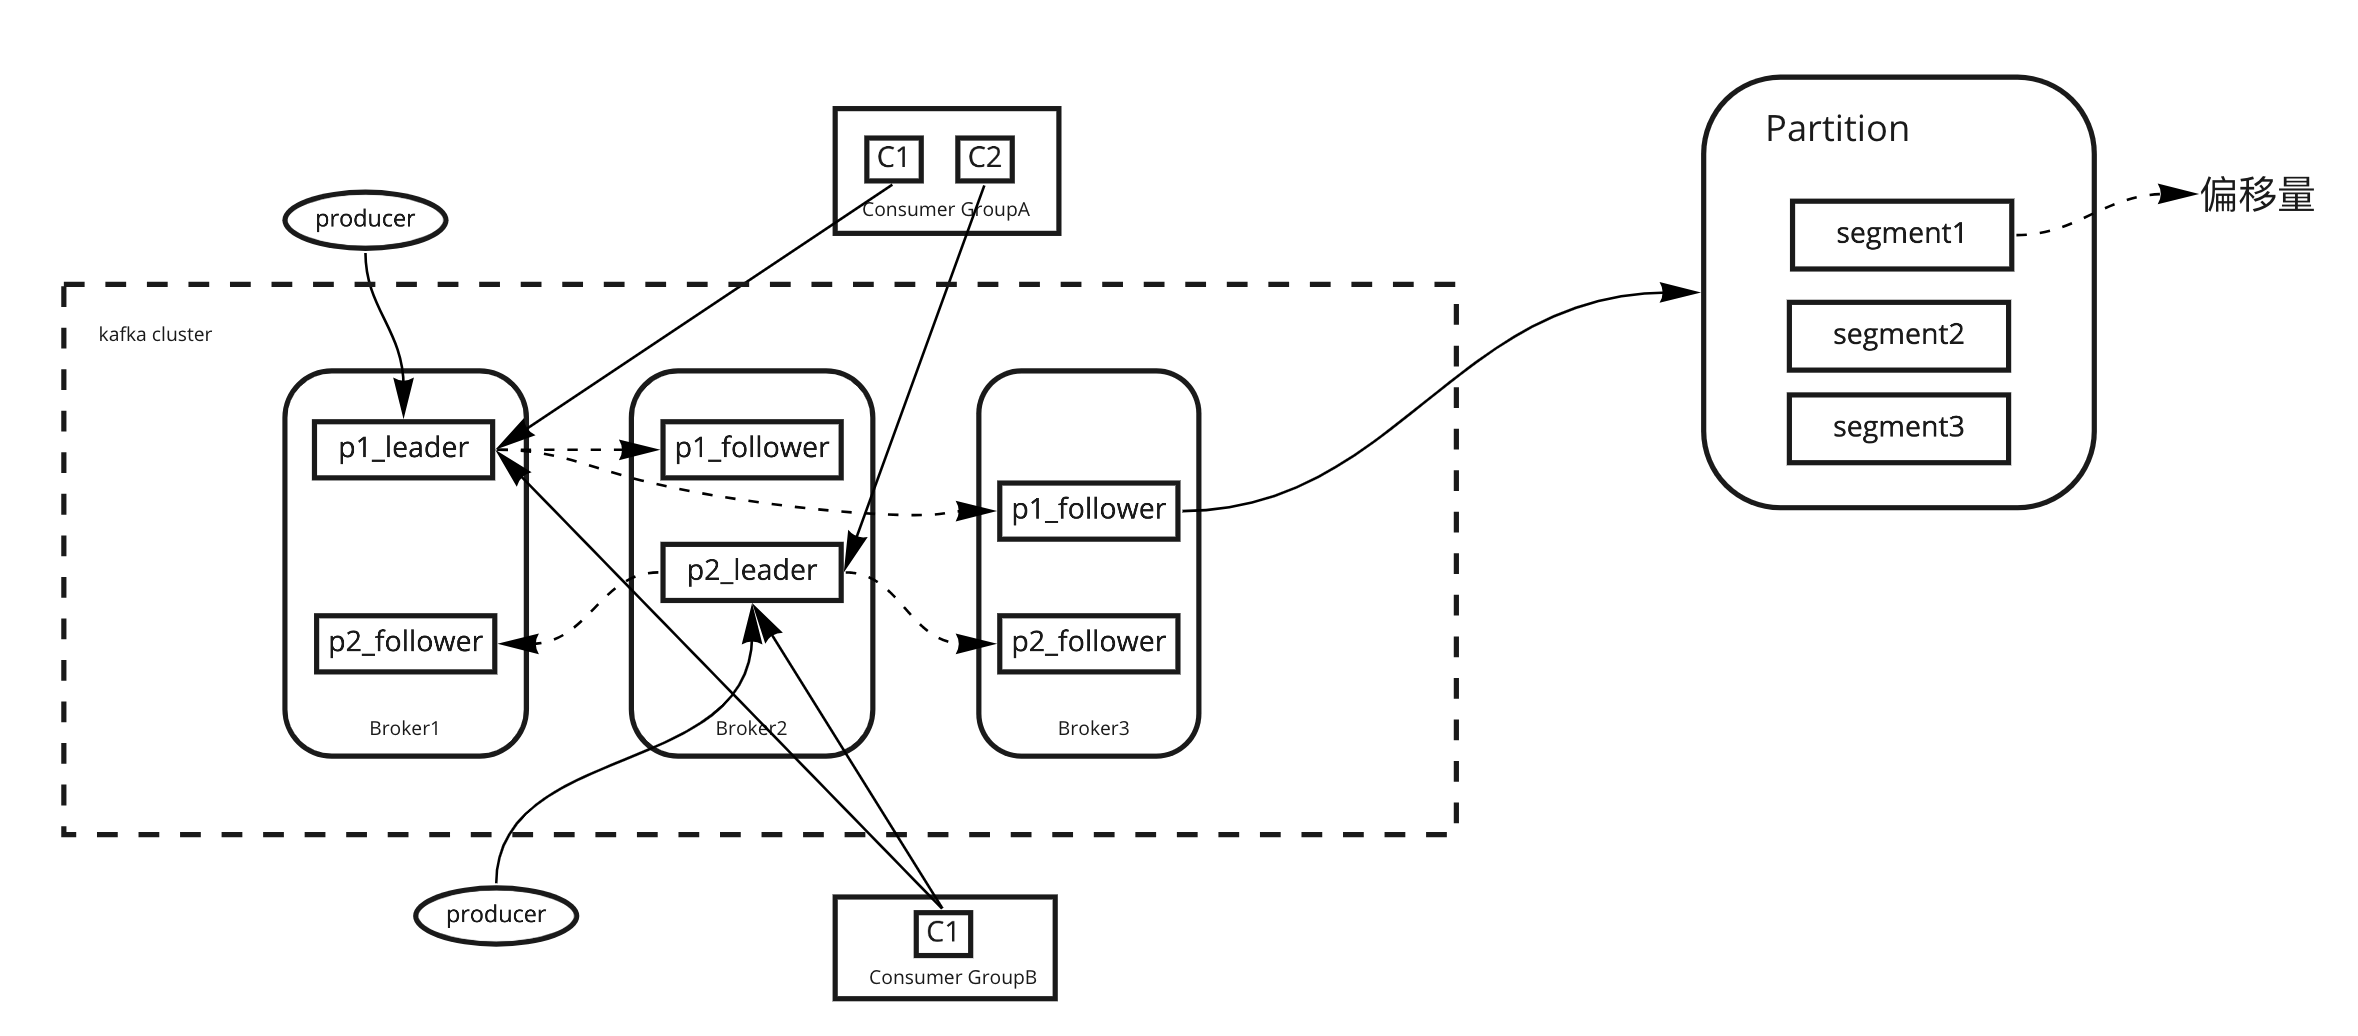 Partition
C1
C2
偏移量
Consumer GroupA
producer
segment1
kafka cluster
segment2
segment3
p1_leader
p1_follower
p1_follower
p2_leader
p2_follower
p2_follower
Broker1
Broker2
Broker3
producer
C1
Consumer GroupB